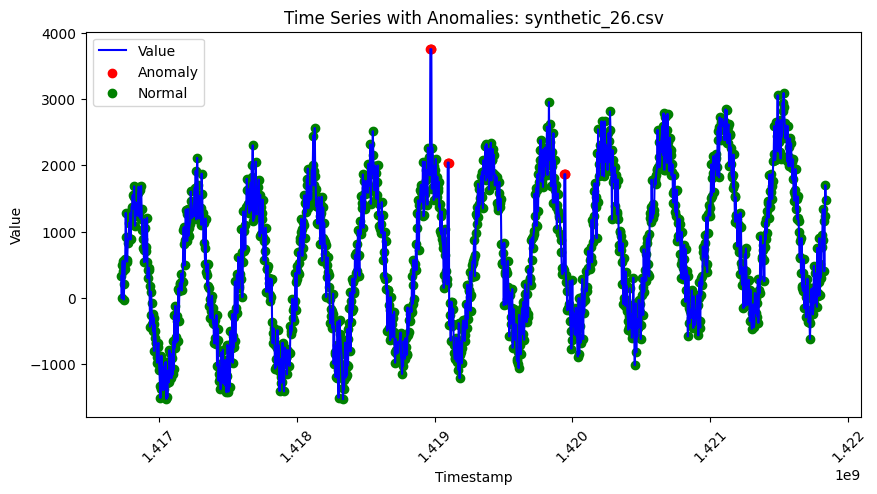 Time Series with Anomalies: synthetic_26.csv
Value
Anomaly
Normal
4000
3000
2000
1000
0
−1000
Value
1.417
1.418
1.419
1.420
1.421
1.422
1e9
Timestamp